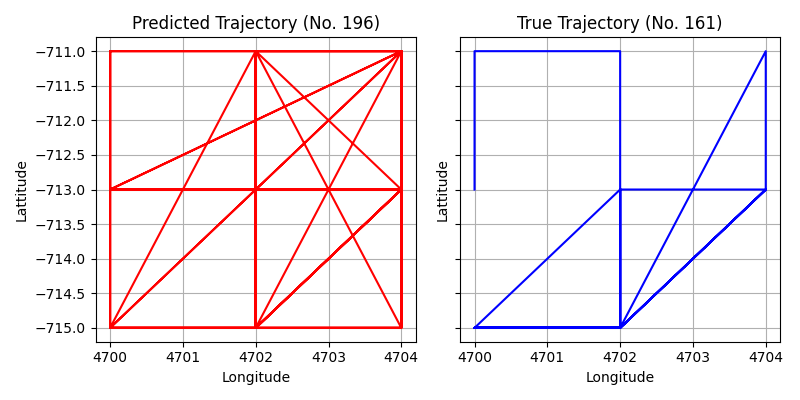 Predicted Trajectory (No. 196)
True Trajectory (No. 161)
−711.0
−711.5
−712.0
−712.5
−713.0
−713.5
−714.0
−714.5
−715.0
Lattitude
Lattitude
4700 4701 4702 4703 4704
4700 4701 4702 4703 4704
Longitude
Longitude